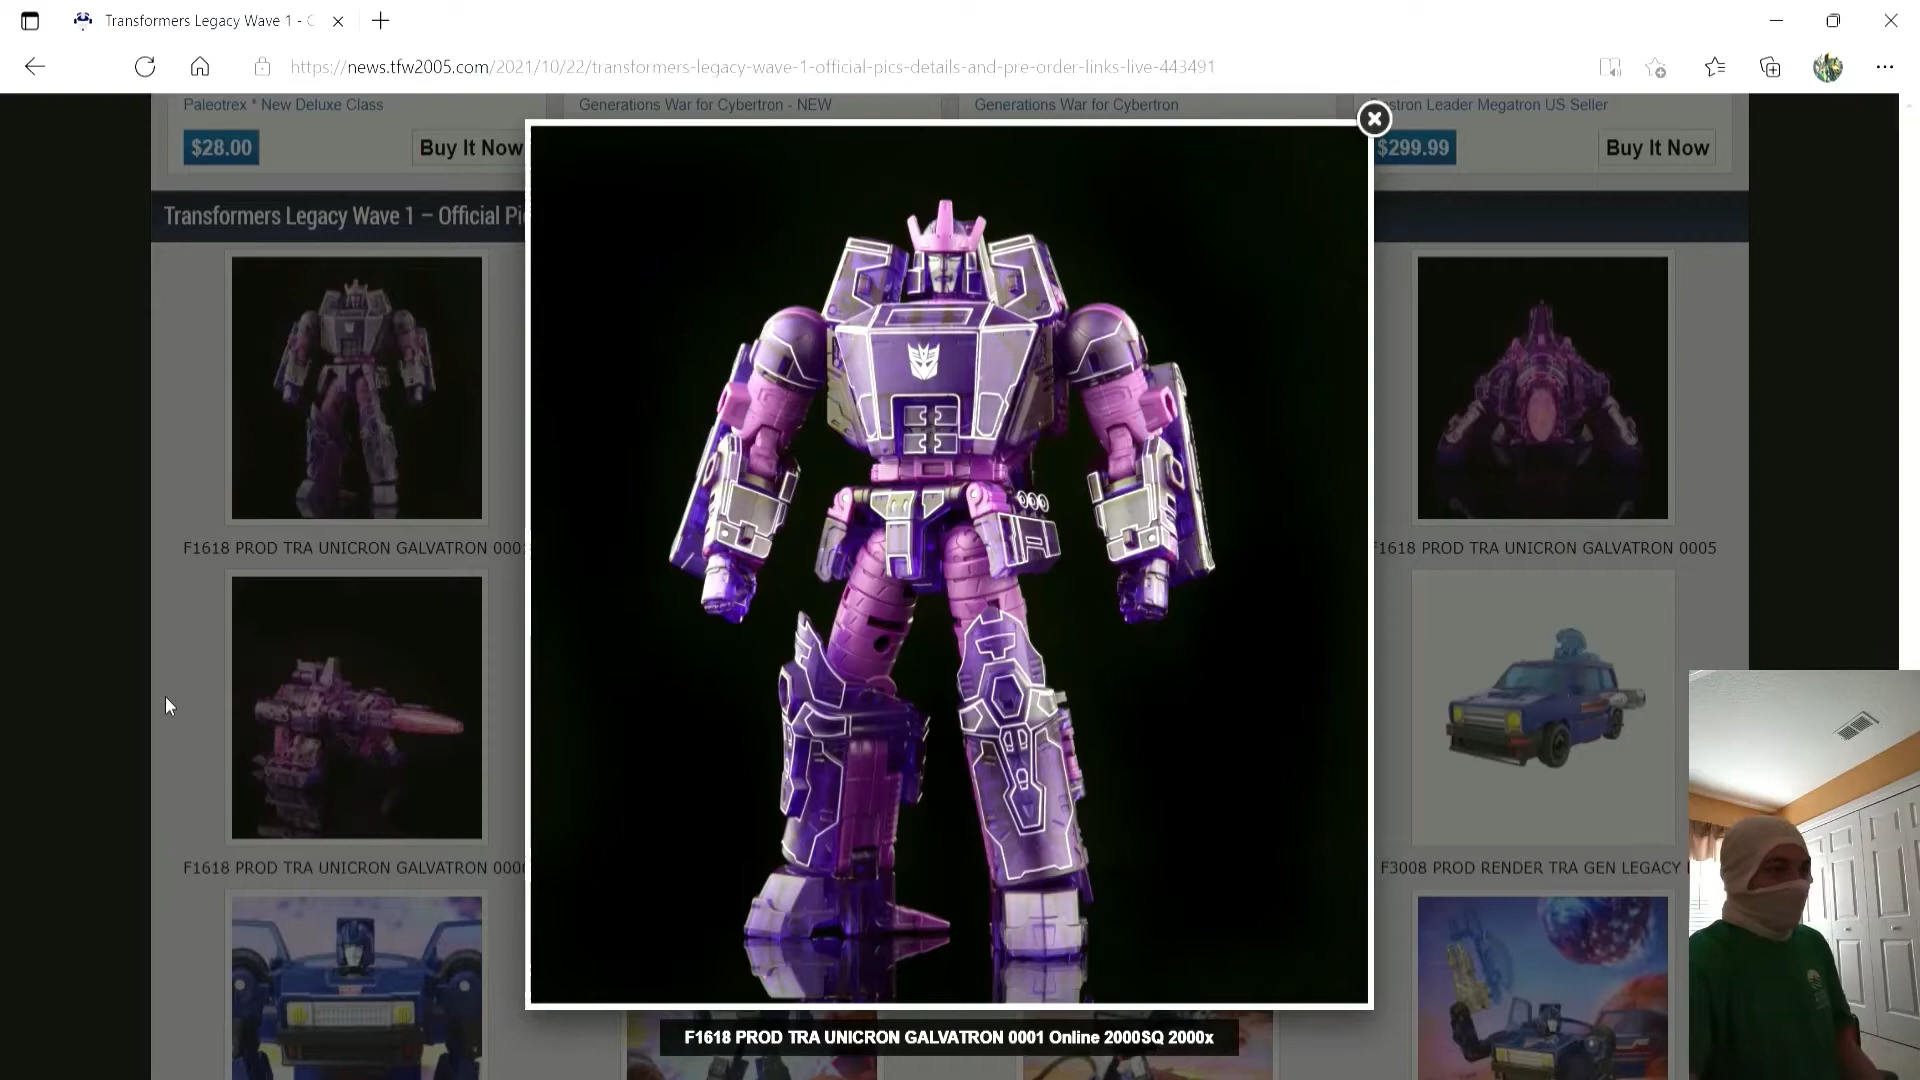 Transformers Legacy Wave 1 -
https://news.tfw2005.com/2021/10/22/transformers-legacy-wave-1-official-pics-details-and-pre-order-links-live-443491
Paleotrex * New Deluxe Class
Generations War for Cybertron - NEW
Generations War for Cybertron
Leader Megatron US Seller
$28.00
Buy It Now
$299.99
Buy It Now
Transformers Legacy Wave 1 – Official
F1618 PROD TRA UNICRON GALVATRON 0001
F1618 PROD TRA UNICRON GALVATRON 0005
F1618 PROD TRA UNICRON GALVATRON
F3008 PROD RENDER TRA GEN LEGACY
F1618 PROD TRA UNICRON GALVATRON 0001 Online 2000SQ 2000x